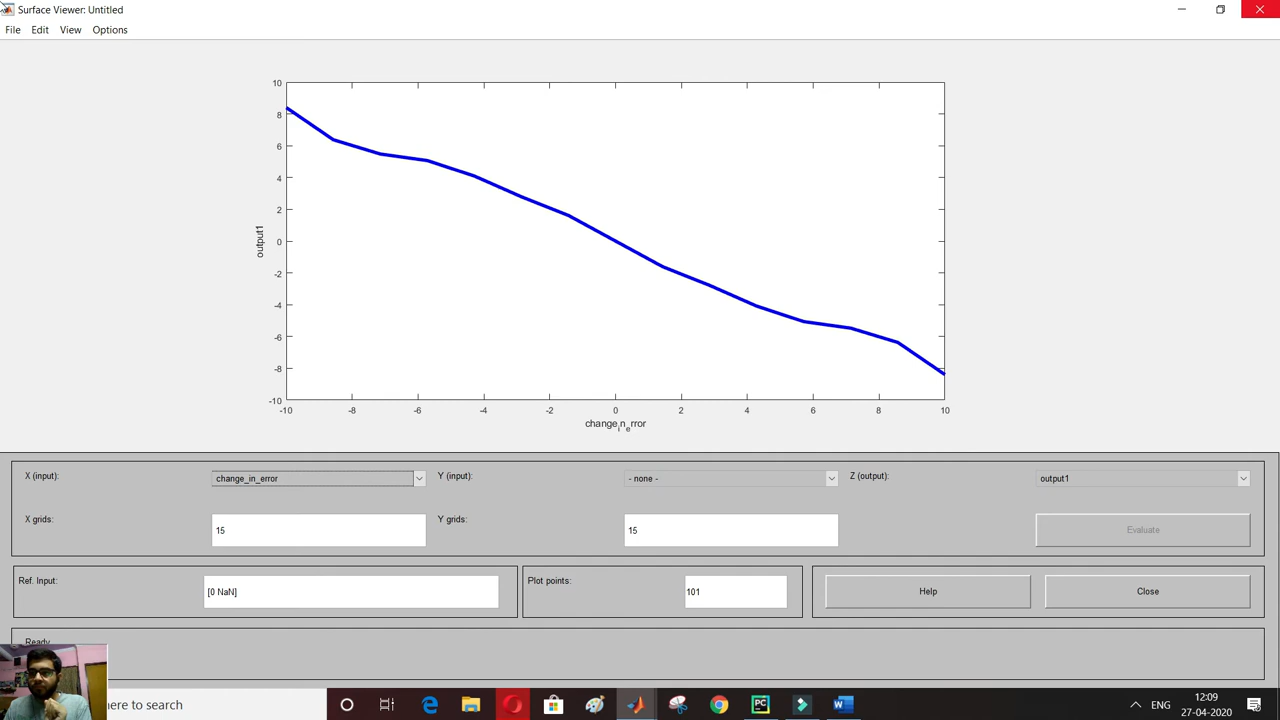 Surface Viewer: Untitled
File Edit View Options
10
8
6
4
2
0
-2
-4
-6
-8
-10
output1
-10 -8 -6 -4 -2 0 2 4 6 8 10
change_in_error
X (input): change_in_error Y (input): - none - Z (output): output1
X grids: 15 Y grids: 15 Evaluate
Ref. Input: [0 NaN] Plot points: 101 Help Close
Ready
here to search
ENG
12:09
27-04-2020